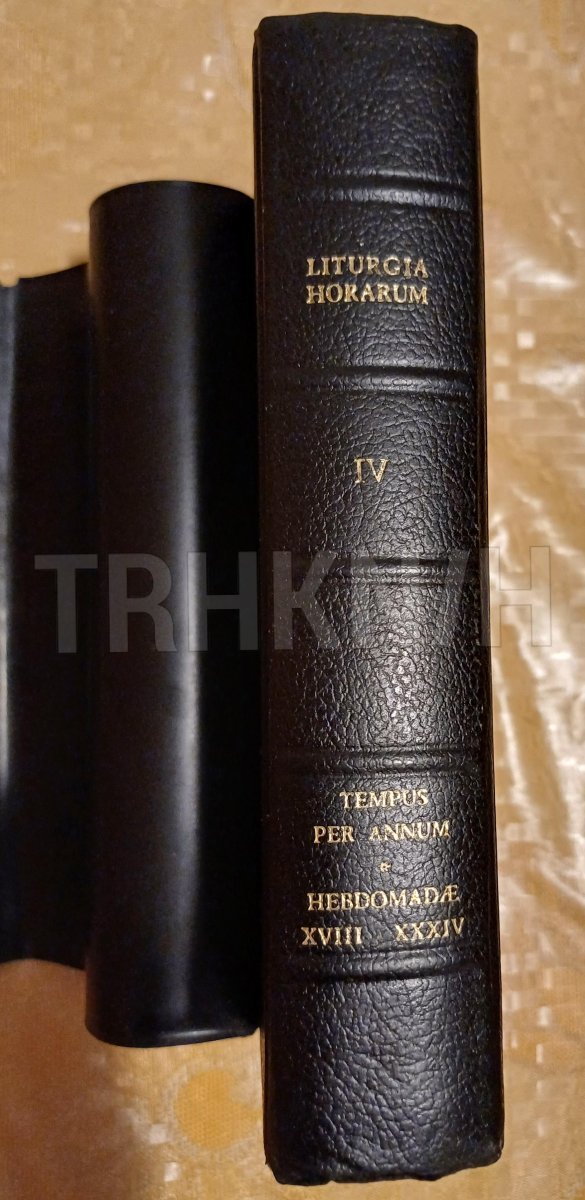 LITURGIA
HORARUM
IV
TEMPUS
PER ANNUM
HEBDOMADÆ
XVIII XXXIV